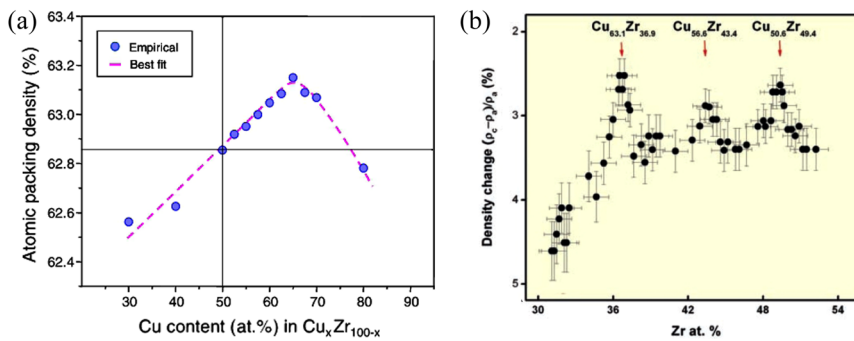 (a)
63.4
63.2
63.0
62.8
62.6
62.4
Atomic packing density (%)
Empirical
Best fit
30 40 50 60 70 80 90
Cu content (at.%) in CuₓZr₁₀₀₋ₓ
(b)
Cu₆₃.₁Zr₃₆.₉ Cu₅₆.₆Zr₄₃.₄ Cu₅₀.₆Zr₄₉.₄
2
3
4
5
Density change (ρc–ρa)/ρa (%)
30 36 42 48 54
Zr at. %